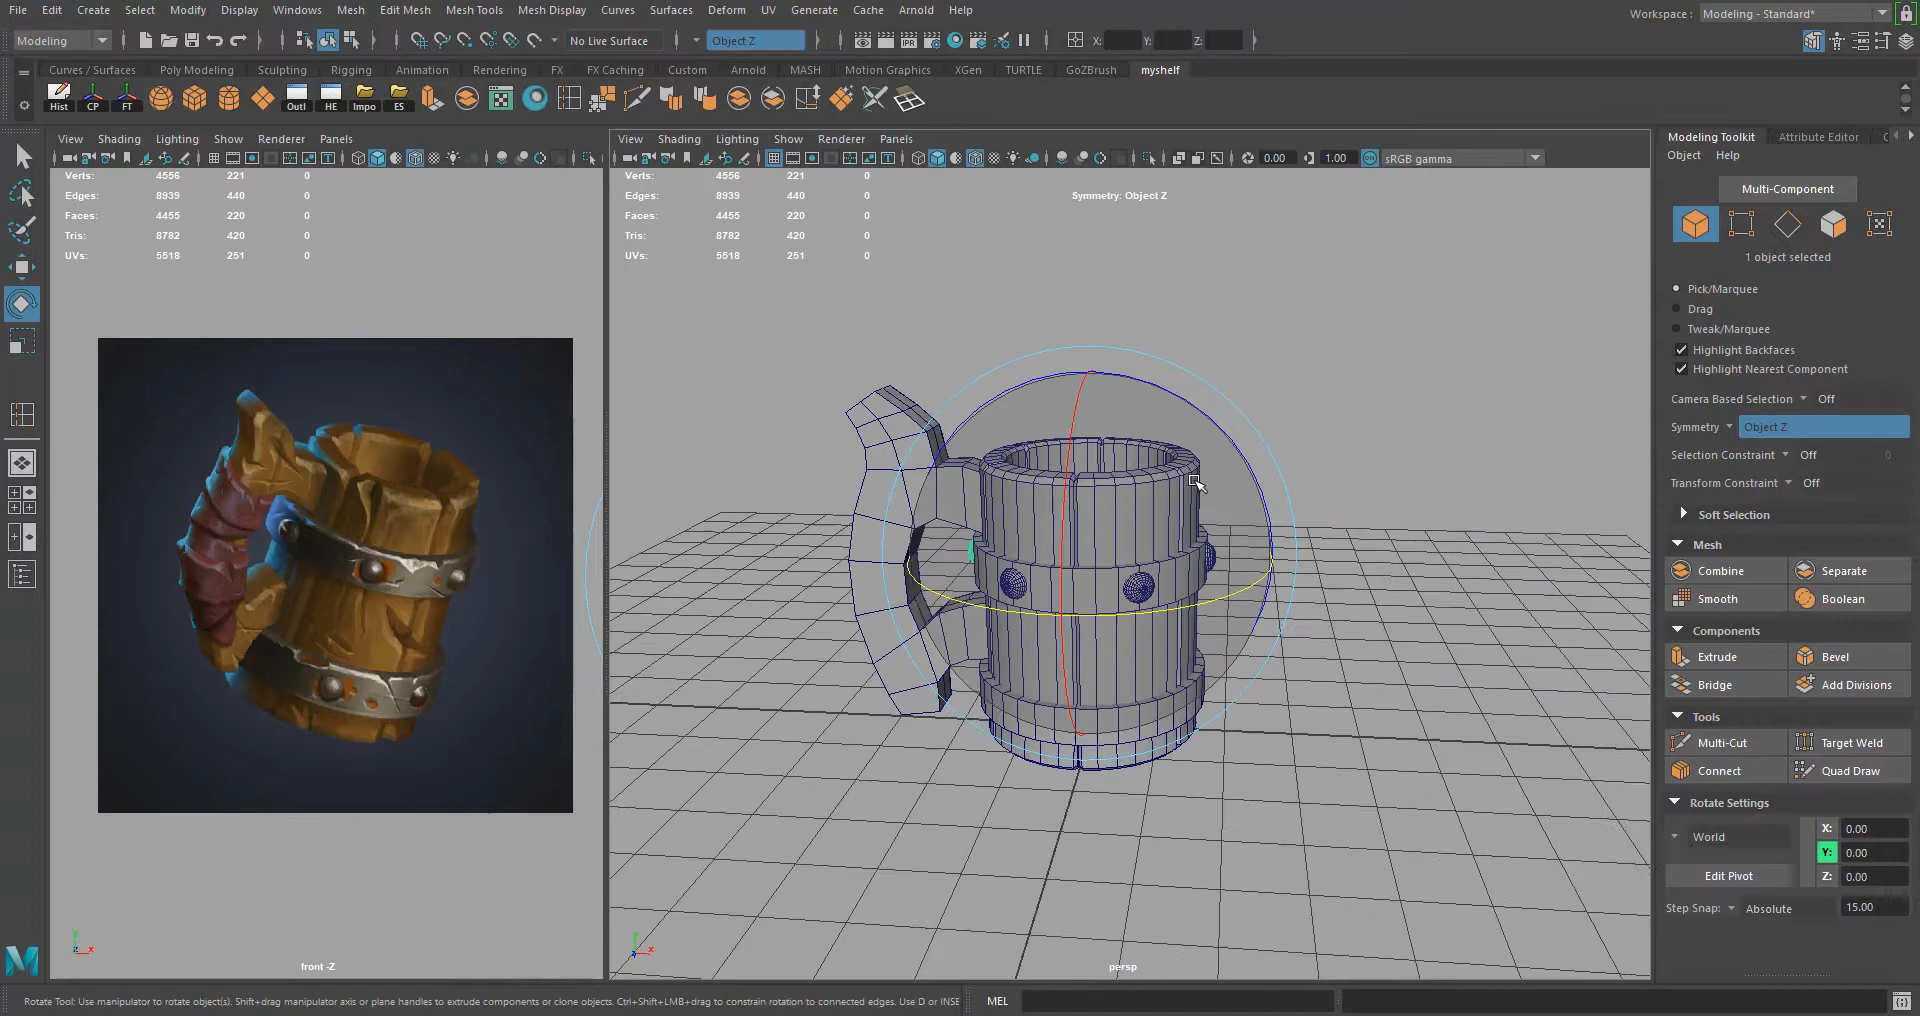 File Edit Create Select Modify Display Windows Mesh Edit Mesh Mesh Tools Mesh Display Curves Surfaces Deform UV Generate Cache Arnold Help
Workspace : Modeling - Standard*
Modeling
No Live Surface
Object Z
X: Y: Z:
Curves / Surfaces Poly Modeling Sculpting Rigging Animation Rendering FX FX Caching Custom Arnold MASH Motion Graphics XGen TURTLE GoZBrush myshelf
Hist CP FT Outl HE Impo ES
View Shading Lighting Show Renderer Panels
View Shading Lighting Show Renderer Panels
0.00 1.00 ON sRGB gamma
Verts: 4556 221 0
Edges: 8939 440 0
Faces: 4455 220 0
Tris: 8782 420 0
UVs: 5518 251 0
Verts: 4556 221 0
Edges: 8939 440 0
Faces: 4455 220 0
Tris: 8782 420 0
UVs: 5518 251 0
Symmetry: Object Z
z x
front -Z
x
persp
Modeling Toolkit Attribute Editor
Object Help
Multi-Component
1 object selected
Pick/Marquee
Drag
Tweak/Marquee
Highlight Backfaces
Highlight Nearest Component
Camera Based Selection Off
Symmetry Object Z
Selection Constraint Off 0
Transform Constraint Off
Soft Selection
Mesh
Combine Separate
Smooth Boolean
Components
Extrude Bevel
Bridge Add Divisions
Tools
Multi-Cut Target Weld
Connect Quad Draw
Rotate Settings
World
X: 0.00
Y: 0.00
Edit Pivot
Z: 0.00
Step Snap: Absolute 15.00
Rotate Tool: Use manipulator to rotate object(s). Shift+drag manipulator axis or plane handles to extrude components or clone objects. Ctrl+Shift+LMB+drag to constrain rotation to connected edges. Use D or INSE
MEL